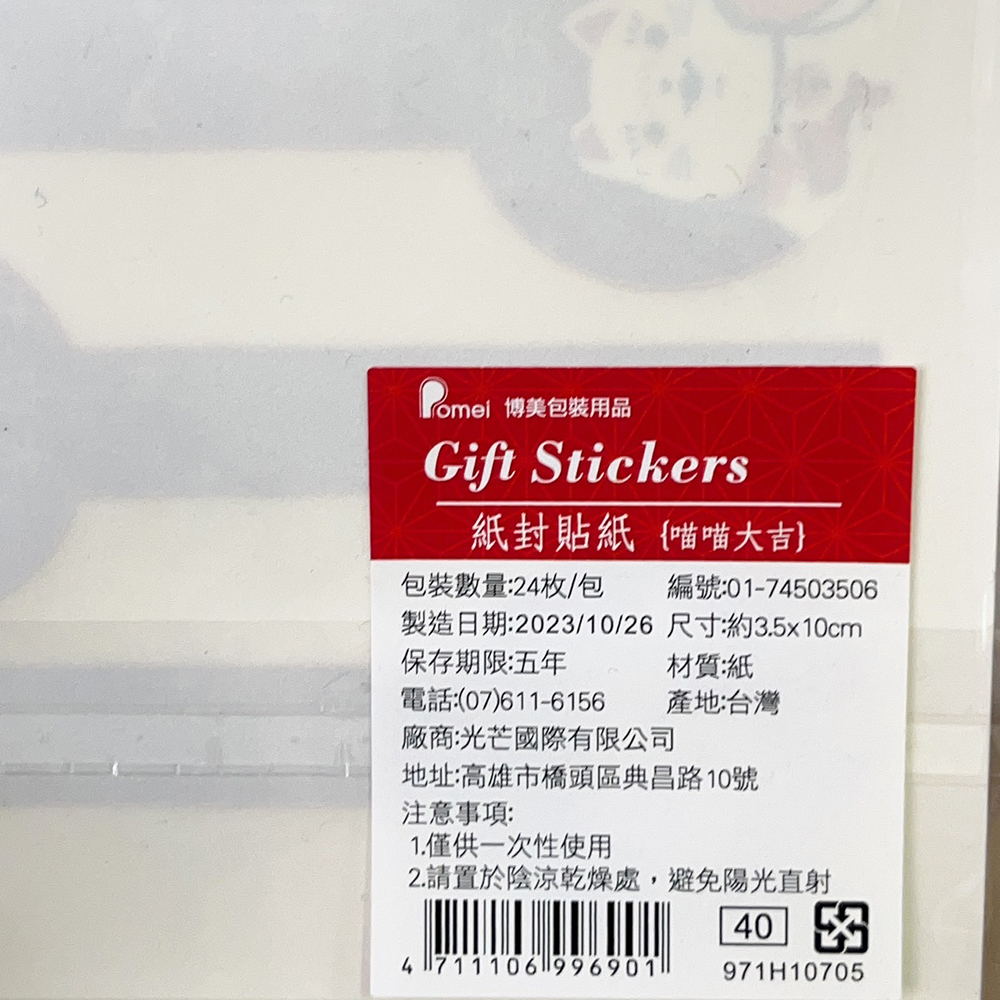 Pomei 博美包裝用品
Gift Stickers
紙封貼紙 {喵喵大吉}
包裝數量:24枚/包 編號:01-74503506
製造日期:2023/10/26 尺寸:約3.5x10cm
保存期限:五年 材質:紙
電話:(07)611-6156 產地:台灣
廠商:光芒國際有限公司
地址:高雄市橋頭區典昌路10號
注意事項:
1.僅供一次性使用
2.請置於陰涼乾燥處，避免陽光直射
40
4 711106 996901
971H10705